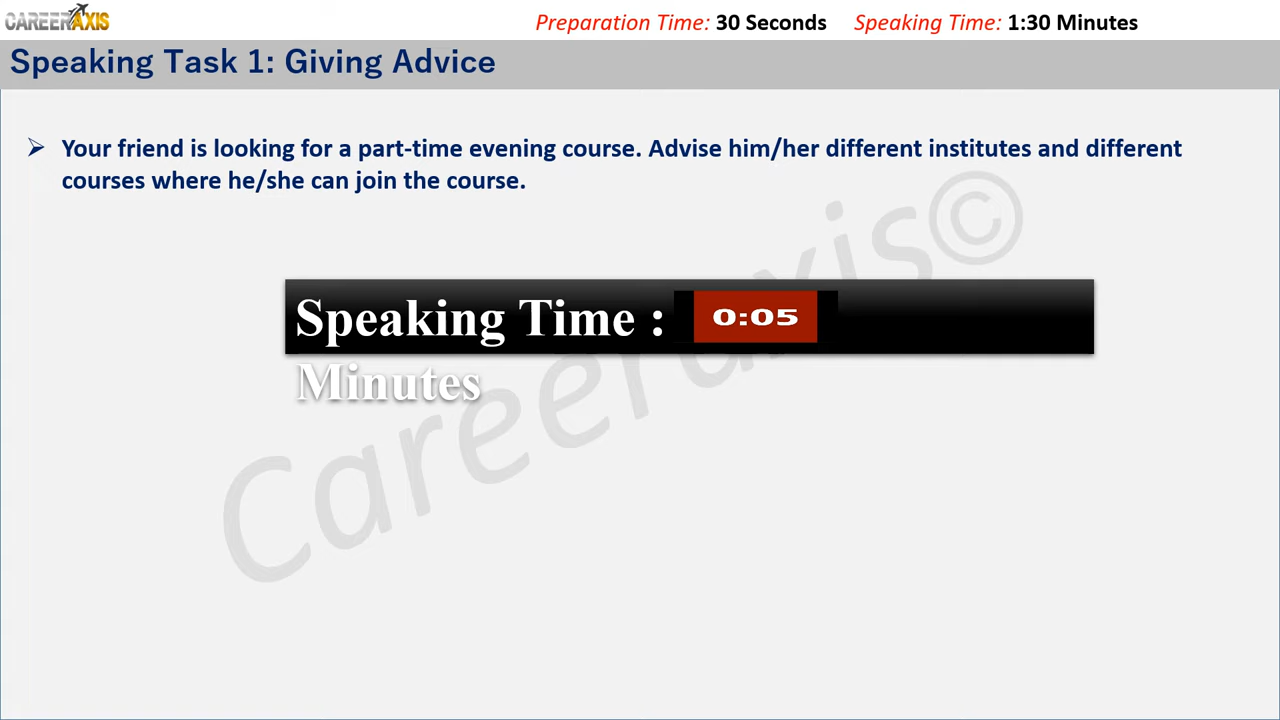 CAREERAXIS
Preparation Time: 30 Seconds Speaking Time: 1:30 Minutes
Speaking Task 1: Giving Advice
➢ Your friend is looking for a part-time evening course. Advise him/her different institutes and different
courses where he/she can join the course.
Speaking Time : 0:05
Minutes
Careeraxis©